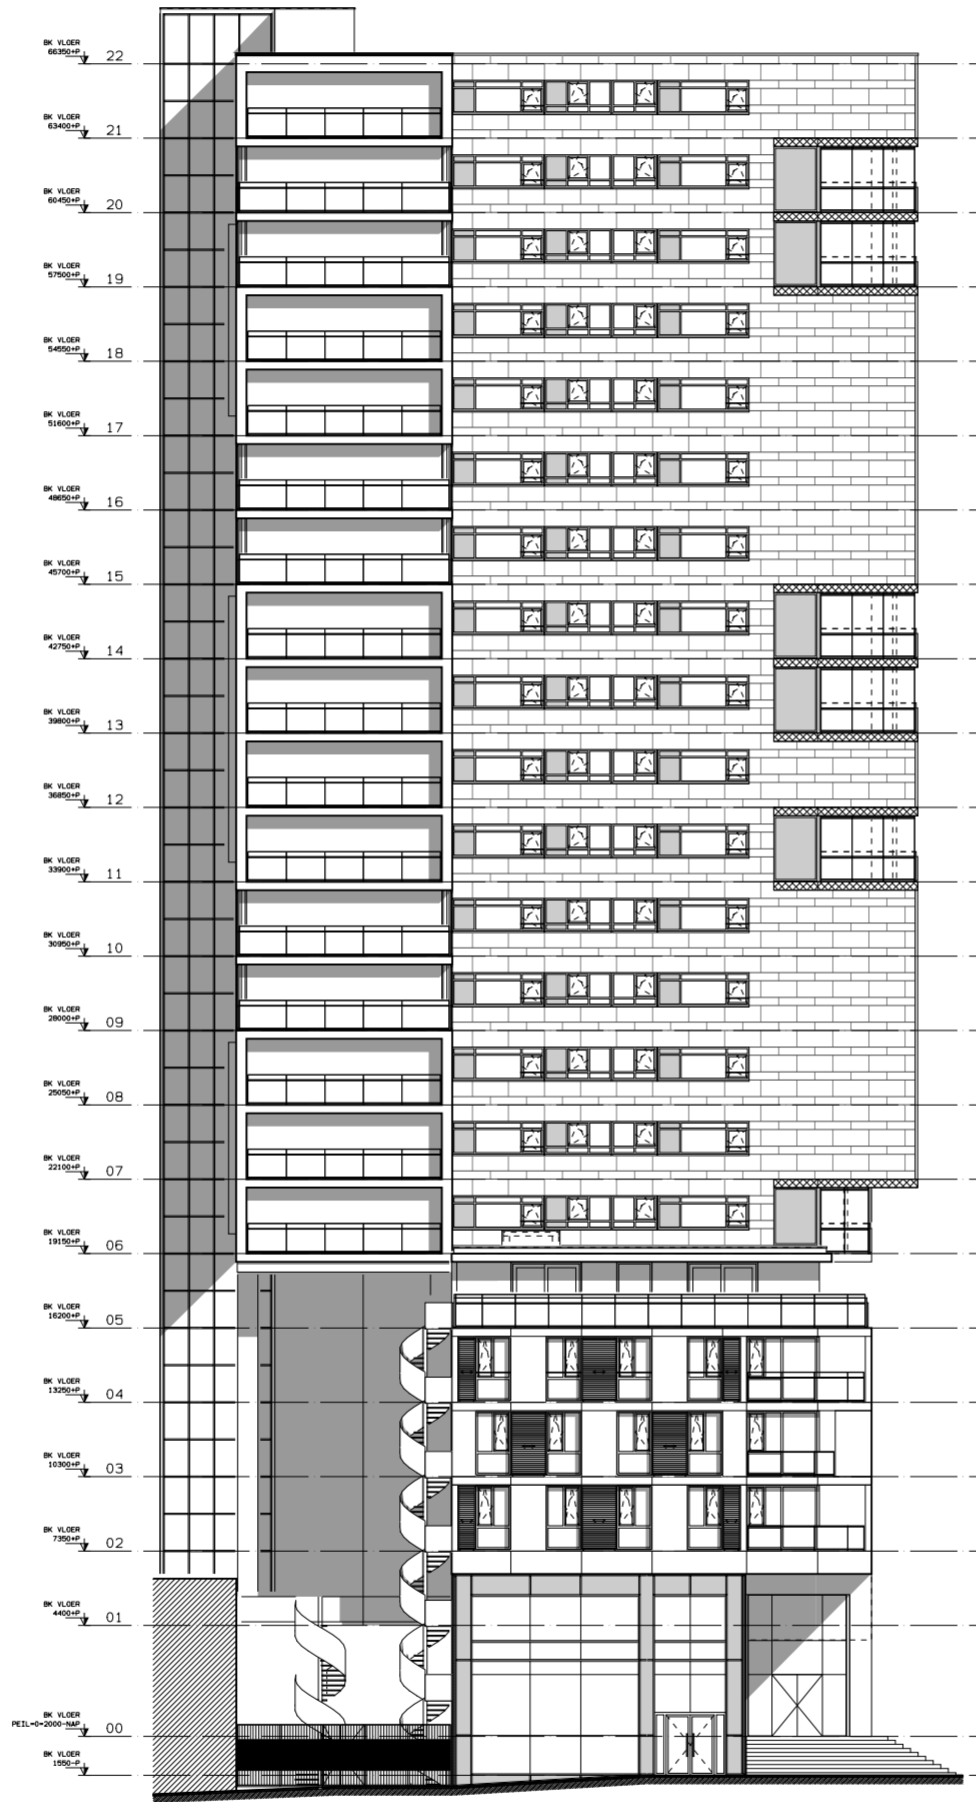 BK VLOER
66350+P 22
BK VLOER
63400+P 21
BK VLOER
60450+P 20
BK VLOER
57500+P 19
BK VLOER
54550+P 18
BK VLOER
51600+P 17
BK VLOER
48650+P 16
BK VLOER
45700+P 15
BK VLOER
42750+P 14
BK VLOER
39800+P 13
BK VLOER
36850+P 12
BK VLOER
33900+P 11
BK VLOER
30950+P 10
BK VLOER
28000+P 09
BK VLOER
25050+P 08
BK VLOER
22100+P 07
BK VLOER
19150+P 06
BK VLOER
16200+P 05
BK VLOER
13250+P 04
BK VLOER
10300+P 03
BK VLOER
7350+P 02
BK VLOER
4400+P 01
BK VLOER
PEIL=0=2000-NAP 00
BK VLOER
1550-P